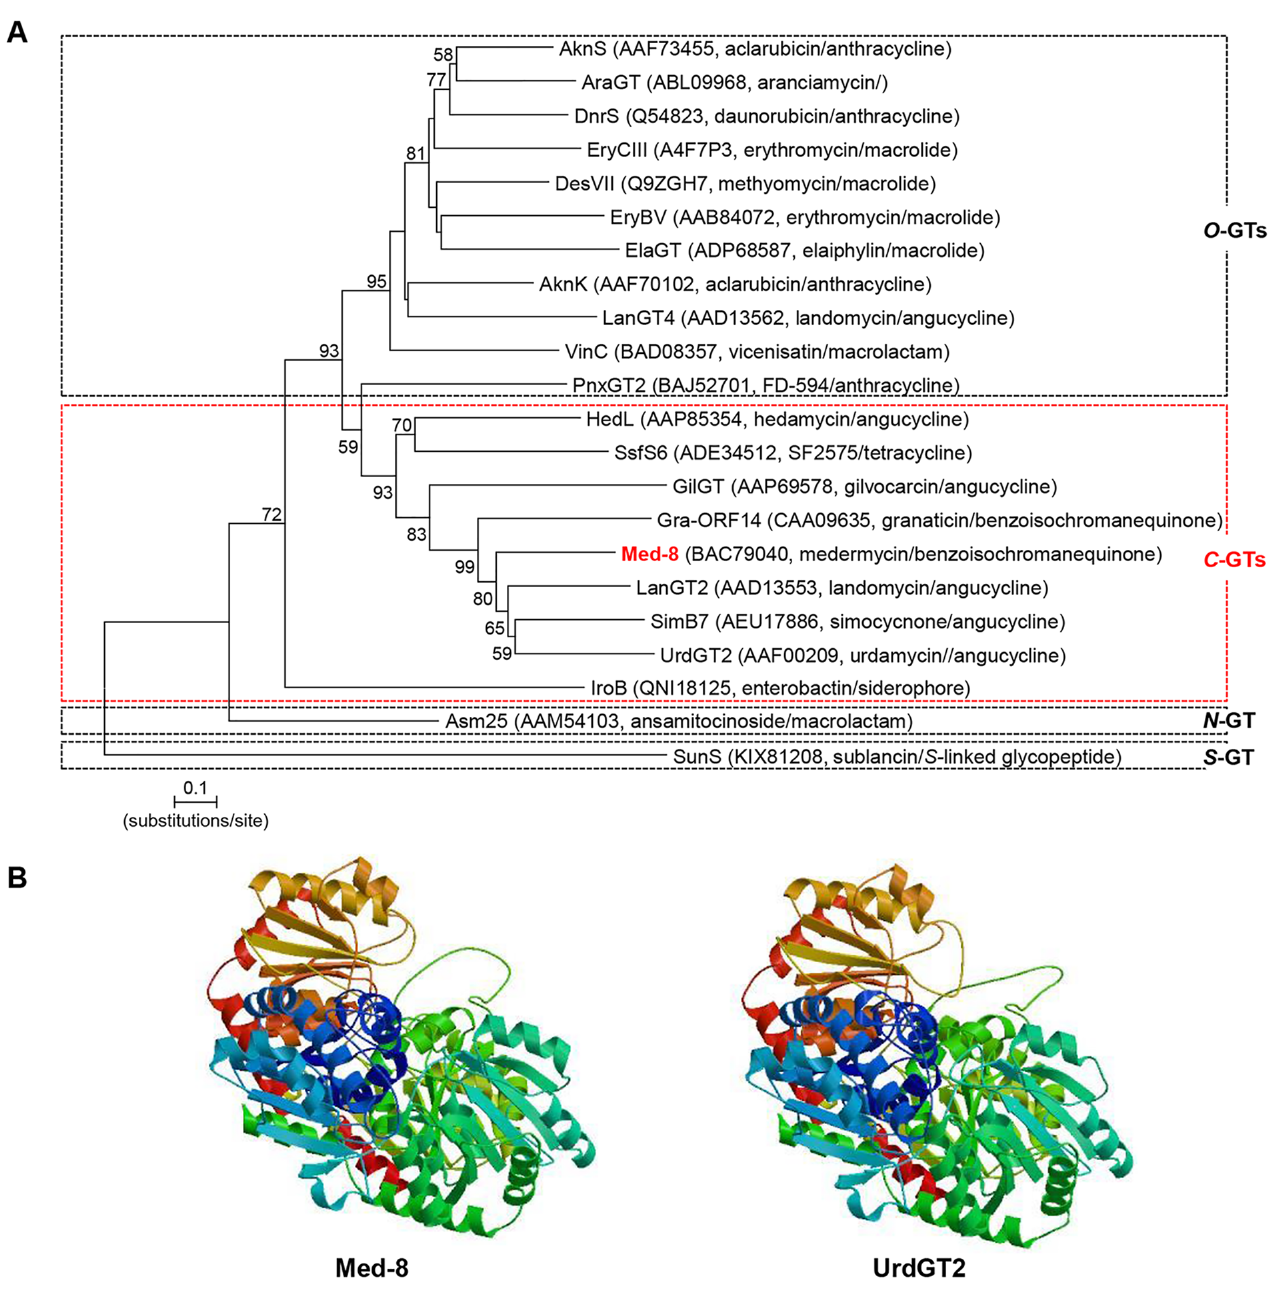 A
58
AknS (AAF73455, aclarubicin/anthracycline)
77
AraGT (ABL09968, aranciamycin/)
DnrS (Q54823, daunorubicin/anthracycline)
81
EryCIII (A4F7P3, erythromycin/macrolide)
DesVII (Q9ZGH7, methyomycin/macrolide)
EryBV (AAB84072, erythromycin/macrolide)
O-GTs
ElaGT (ADP68587, elaiphylin/macrolide)
95
AknK (AAF70102, aclarubicin/anthracycline)
LanGT4 (AAD13562, landomycin/angucycline)
93
VinC (BAD08357, vicenisatin/macrolactam)
PnxGT2 (BAJ52701, FD-594/anthracycline)
70
HedL (AAP85354, hedamycin/angucycline)
59
SsfS6 (ADE34512, SF2575/tetracycline)
93
GilGT (AAP69578, gilvocarcin/angucycline)
72
83
Gra-ORF14 (CAA09635, granaticin/benzoisochromanequinone)
99
Med-8 (BAC79040, medermycin/benzoisochromanequinone)
C-GTs
80
LanGT2 (AAD13553, landomycin/angucycline)
65
SimB7 (AEU17886, simocycnone/angucycline)
59
UrdGT2 (AAF00209, urdamycin//angucycline)
IroB (QNI18125, enterobactin/siderophore)
Asm25 (AAM54103, ansamitocinoside/macrolactam)
N-GT
SunS (KIX81208, sublancin/S-linked glycopeptide)
S-GT
0.1
(substitutions/site)
B
Med-8
UrdGT2